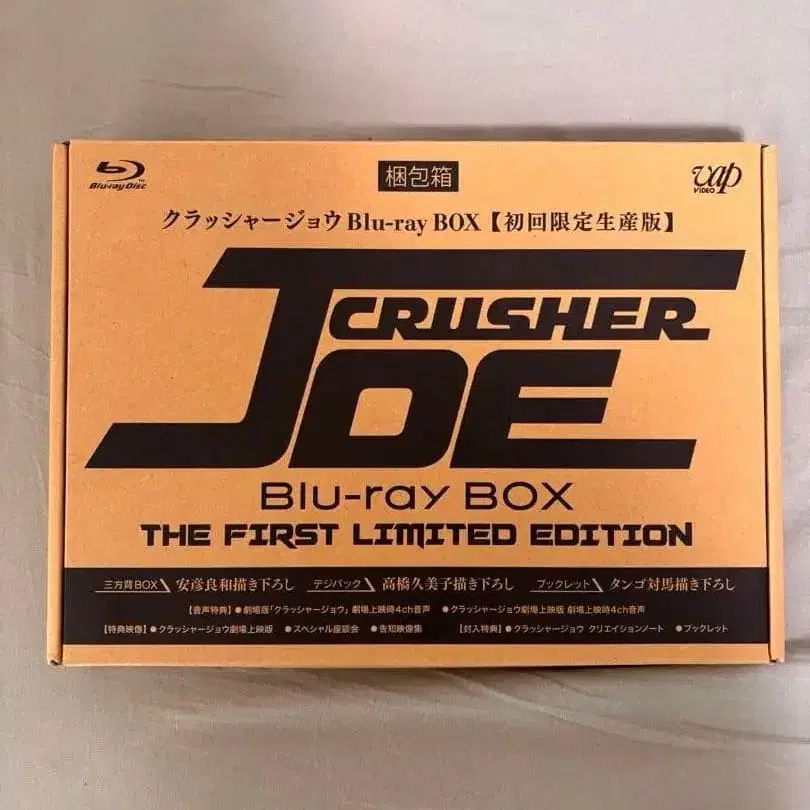 Blu-ray Disc
梱包箱
vap
VIDEO
クラッシャージョウ Blu-ray BOX【初回限定生産版】
CRUSHER
JOE
Blu-ray BOX
THE FIRST LIMITED EDITION
三方背BOX 安彦良和描き下ろし デジパック 高橋久美子描き下ろし ブックレット タンゴ対馬描き下ろし
【音声特典】●劇場版「クラッシャージョウ」劇場上映時4ch音声 ●クラッシャージョウ劇場上映版 劇場上映時4ch音声
【特典映像】●クラッシャージョウ劇場上映版 ●スペシャル座談会 ●告知映像集 【封入特典】●クラッシャージョウ クリエイションノート ●ブックレット